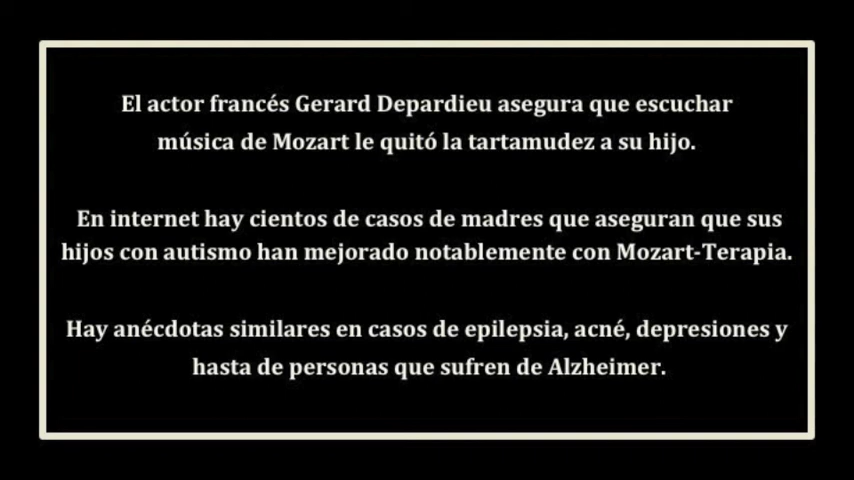 El actor francés Gerard Depardieu asegura que escuchar
música de Mozart le quitó la tartamudez a su hijo.
En internet hay cientos de casos de madres que aseguran que sus
hijos con autismo han mejorado notablemente con Mozart-Terapia.
Hay anécdotas similares en casos de epilepsia, acné, depresiones y
hasta de personas que sufren de Alzheimer.